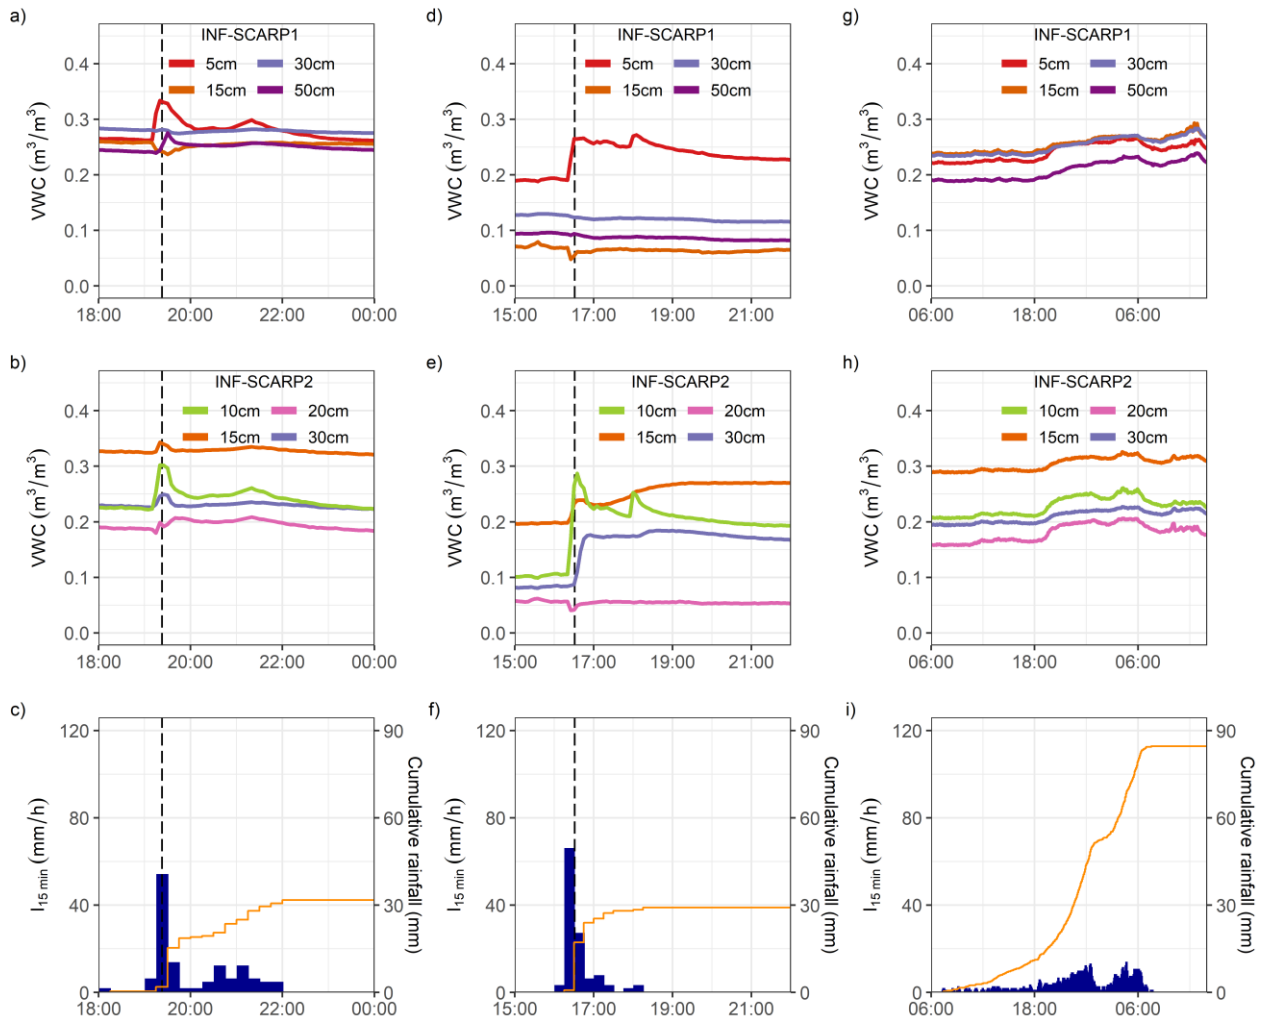 a)
INF-SCARP1
5cm 30cm
15cm 50cm
VWC (m³/m³)
0.4
0.3
0.2
0.1
0.0
18:00 20:00 22:00 00:00
d)
INF-SCARP1
5cm 30cm
15cm 50cm
VWC (m³/m³)
0.4
0.3
0.2
0.1
0.0
15:00 17:00 19:00 21:00
g)
INF-SCARP1
5cm 30cm
15cm 50cm
VWC (m³/m³)
0.4
0.3
0.2
0.1
0.0
06:00 18:00 06:00
b)
INF-SCARP2
10cm 20cm
15cm 30cm
VWC (m³/m³)
0.4
0.3
0.2
0.1
0.0
18:00 20:00 22:00 00:00
e)
INF-SCARP2
10cm 20cm
15cm 30cm
VWC (m³/m³)
0.4
0.3
0.2
0.1
0.0
15:00 17:00 19:00 21:00
h)
INF-SCARP2
10cm 20cm
15cm 30cm
VWC (m³/m³)
0.4
0.3
0.2
0.1
0.0
06:00 18:00 06:00
c)
I15 min (mm/h)
120 90
80 60
40 30
0 0
Cumulative rainfall (mm)
18:00 20:00 22:00 00:00
f)
I15 min (mm/h)
120 90
80 60
40 30
0 0
Cumulative rainfall (mm)
15:00 17:00 19:00 21:00
i)
I15 min (mm/h)
120 90
80 60
40 30
0 0
Cumulative rainfall (mm)
06:00 18:00 06:00